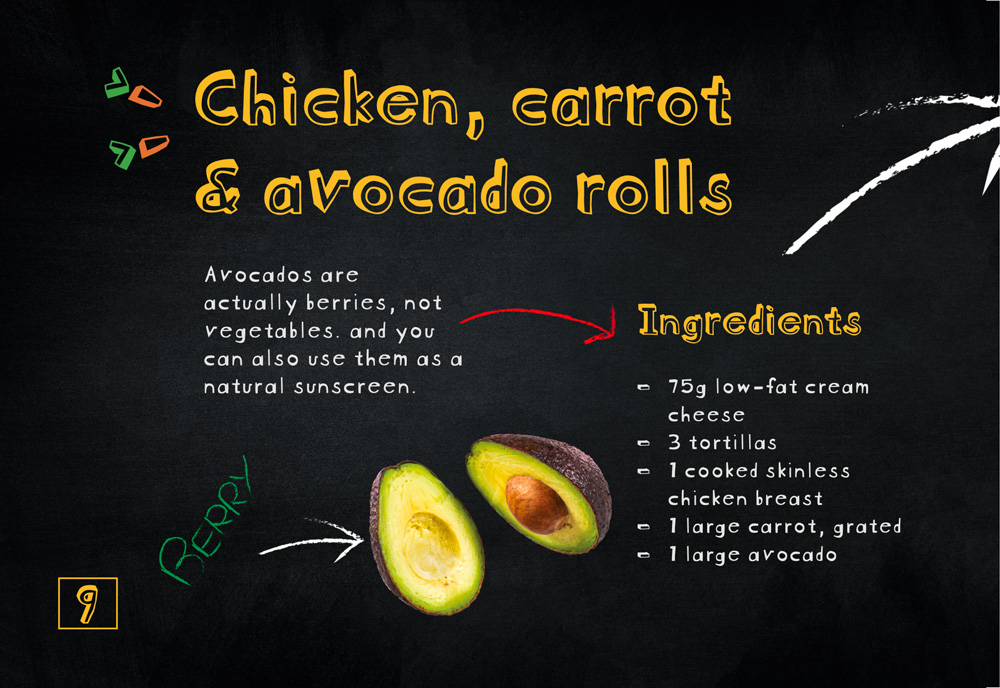 Chicken, carrot
& avocado rolls
Avocados are
actually berries, not
vegetables. and you
can also use them as a
natural sunscreen.
Ingredients
- 75g low-fat cream
cheese
- 3 tortillas
- 1 cooked skinless
chicken breast
- 1 large carrot, grated
- 1 large avocado
BERRY
9